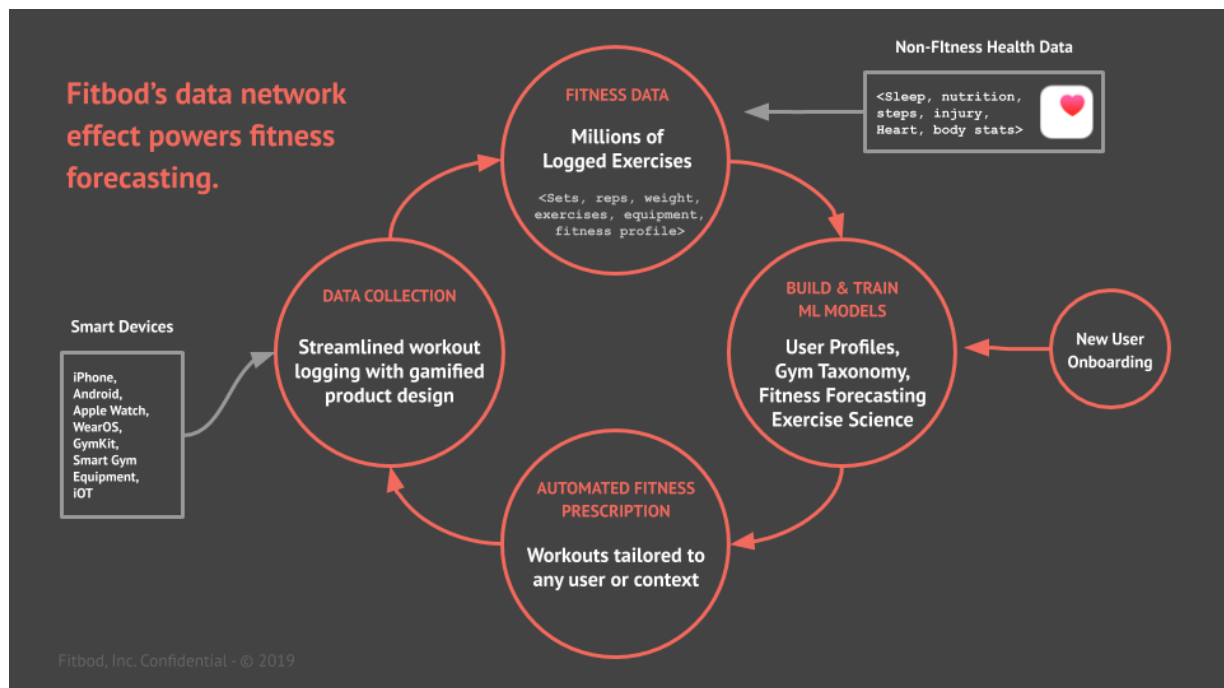 Fitbod's data network
effect powers fitness
forecasting.
Non-FItness Health Data
<Sleep, nutrition,
steps, injury,
Heart, body stats>
FITNESS DATA
Millions of
Logged Exercises
<Sets, reps, weight,
exercises, equipment,
fitness profile>
DATA COLLECTION
Streamlined workout
logging with gamified
product design
BUILD & TRAIN
ML MODELS
User Profiles,
Gym Taxonomy,
Fitness Forecasting
Exercise Science
New User
Onboarding
Smart Devices
iPhone,
Android,
Apple Watch,
WearOS,
GymKit,
Smart Gym
Equipment,
iOT
AUTOMATED FITNESS
PRESCRIPTION
Workouts tailored to
any user or context
Fitbod, Inc. Confidential - © 2019